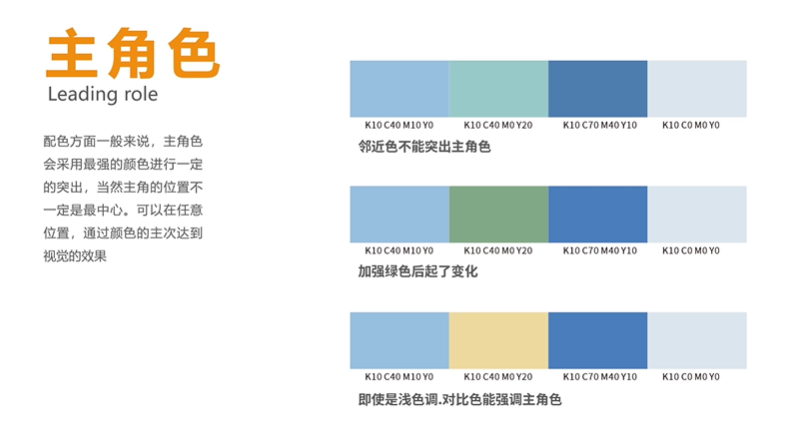 主角色
Leading role
配色方面一般来说，主角色
会采用最强的颜色进行一定
的突出，当然主角的位置不
一定是最中心。可以在任意
位置，通过颜色的主次达到
视觉的效果
K10 C40 M10 Y0 K10 C40 M0 Y20 K10 C70 M40 Y10 K10 C0 M0 Y0
邻近色不能突出主角色
K10 C40 M10 Y0 K10 C40 M0 Y20 K10 C70 M40 Y10 K10 C0 M0 Y0
加强绿色后起了变化
K10 C40 M10 Y0 K10 C40 M0 Y20 K10 C70 M40 Y10 K10 C0 M0 Y0
即使是浅色调.对比色能强调主角色